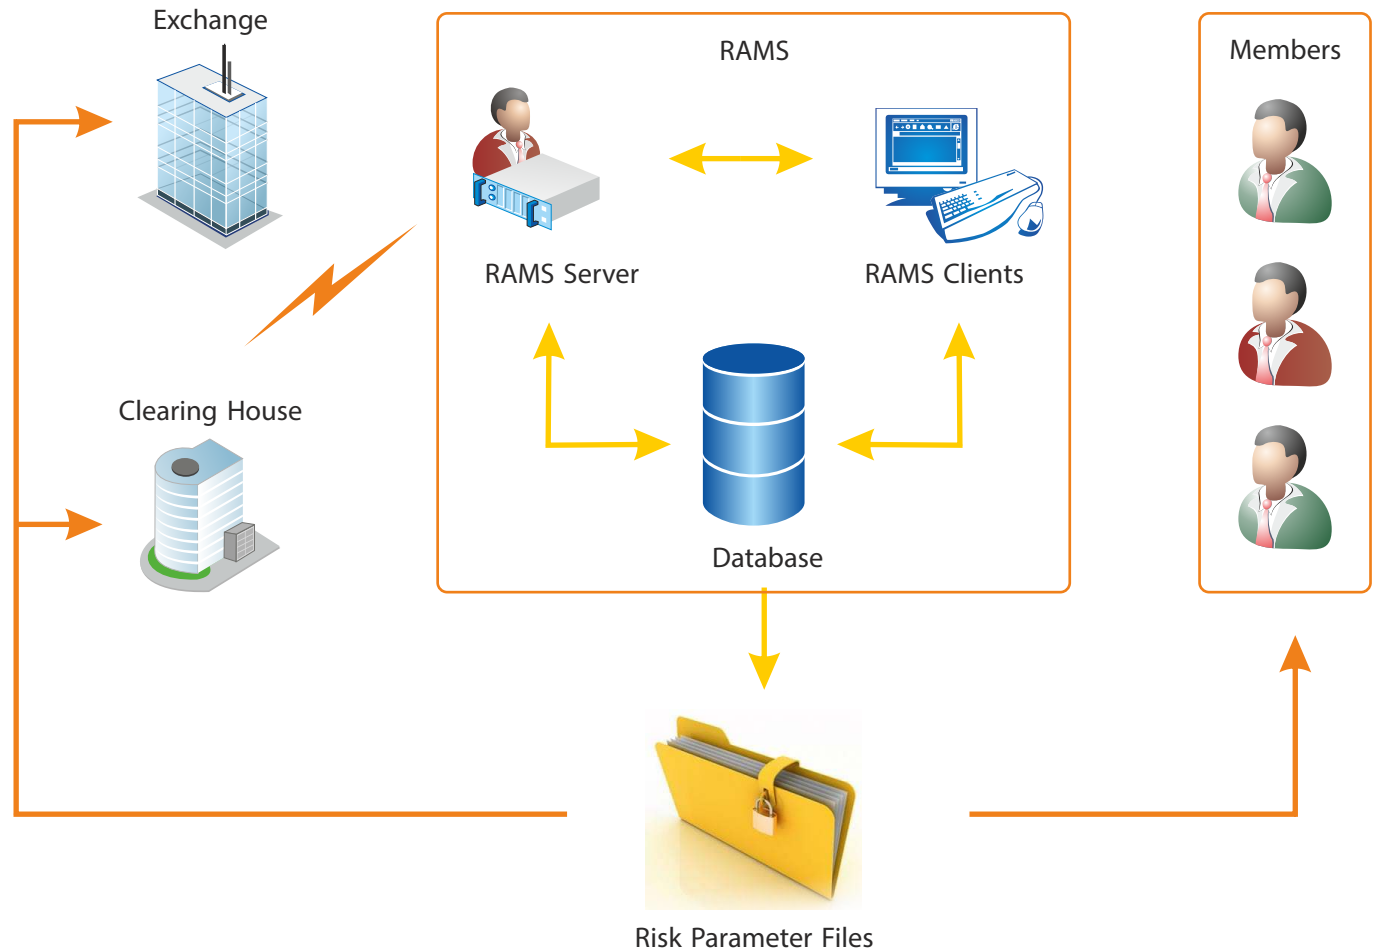 Exchange
RAMS
Members
RAMS Server
RAMS Clients
Clearing House
Database
Risk Parameter Files